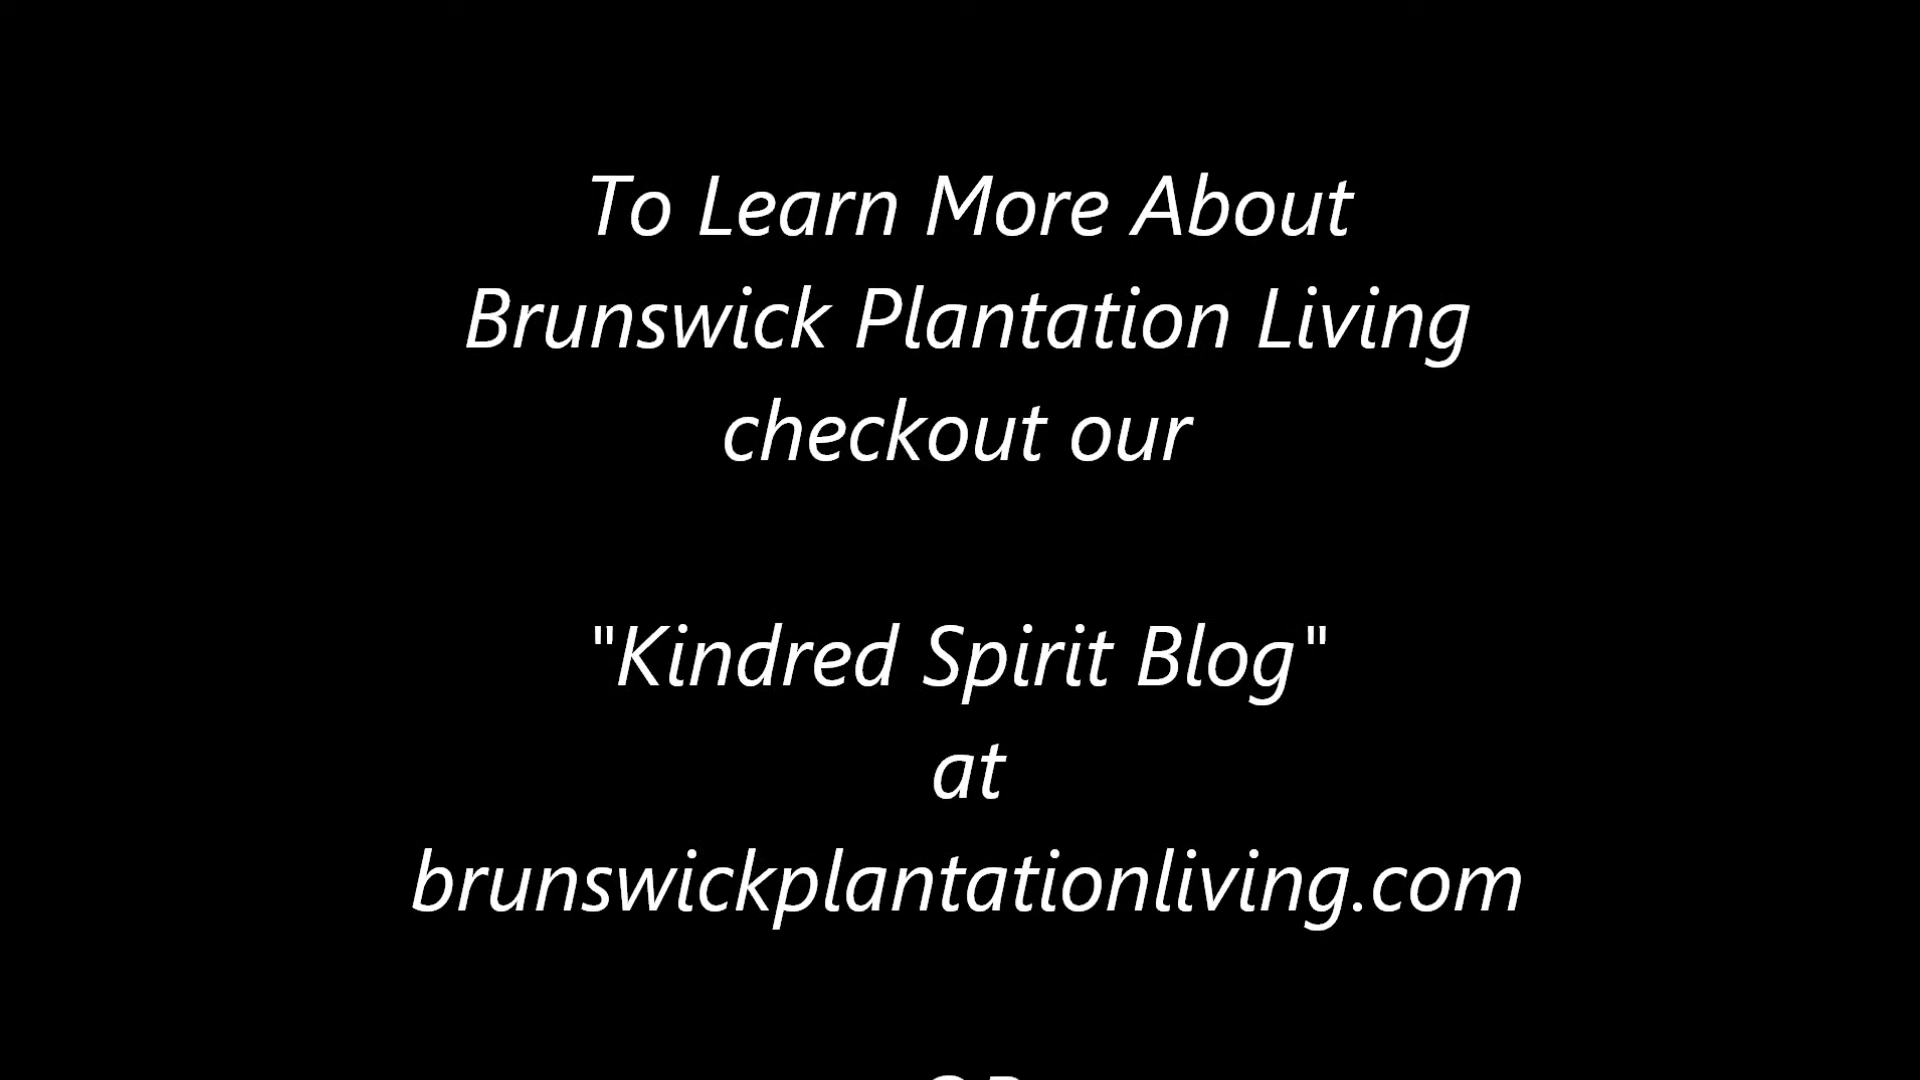 To Learn More About
Brunswick Plantation Living
checkout our
"Kindred Spirit Blog"
at
brunswickplantationliving.com